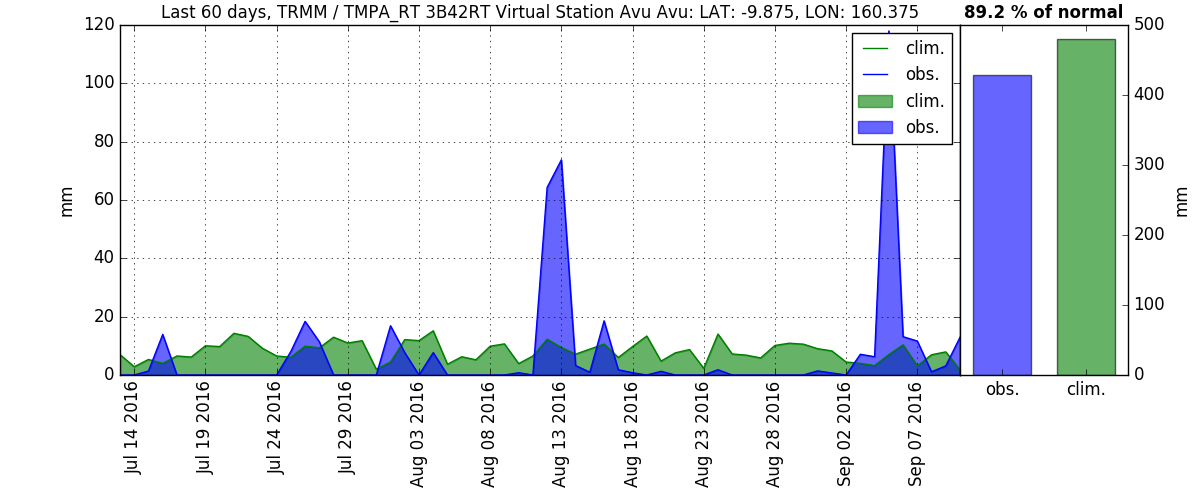 Last 60 days, TRMM / TMPA_RT 3B42RT Virtual Station Avu Avu: LAT: -9.875, LON: 160.375
89.2 % of normal
120
100
80
60
40
20
0
mm
clim.
obs.
clim.
obs.
500
400
300
200
100
0
mm
obs.
clim.
Jul 14 2016
Jul 19 2016
Jul 24 2016
Jul 29 2016
Aug 03 2016
Aug 08 2016
Aug 13 2016
Aug 18 2016
Aug 23 2016
Aug 28 2016
Sep 02 2016
Sep 07 2016